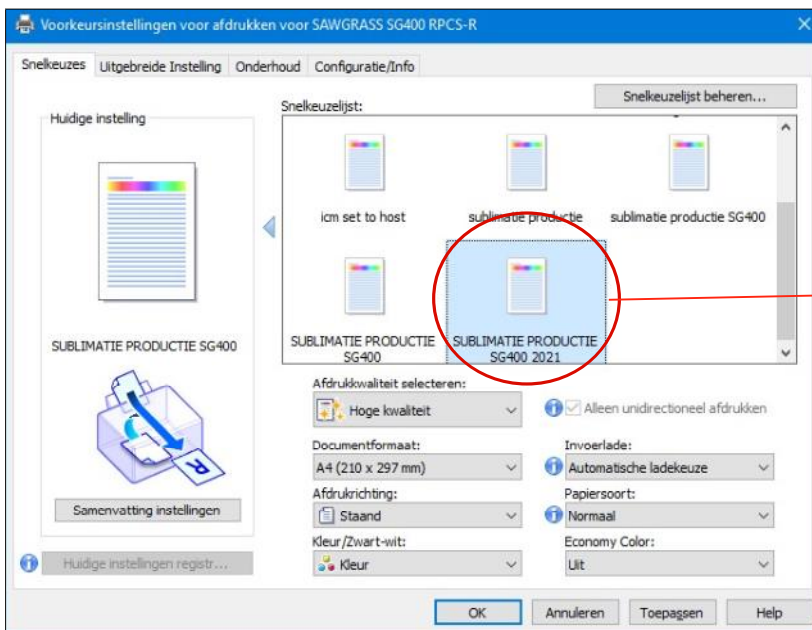 Voorkeursinstellingen voor afdrukken voor SAWGRASS SG400 RPCS-R
Snelkeuzes Uitgebreide Instelling Onderhoud Configuratie/Info
Huidige instelling
SUBLIMATIE PRODUCTIE SG400
Samenvatting instellingen
Huidige instellingen registr...
Snelkeuzelijst:
Snelkeuzelijst beheren...
icm set to host
sublimatie productie
sublimatie productie SG400
SUBLIMATIE PRODUCTIE
SG400
SUBLIMATIE PRODUCTIE
SG400 2021
Afdrukkwaliteit selecteren:
Hoge kwaliteit
Alleen unidirectioneel afdrukken
Documentformaat:
A4 (210 x 297 mm)
Invoerlade:
Automatische ladekeuze
Afdrukrichting:
Staand
Papiersoort:
Normaal
Kleur/Zwart-wit:
Kleur
Economy Color:
Uit
OK
Annuleren
Toepassen
Help
R